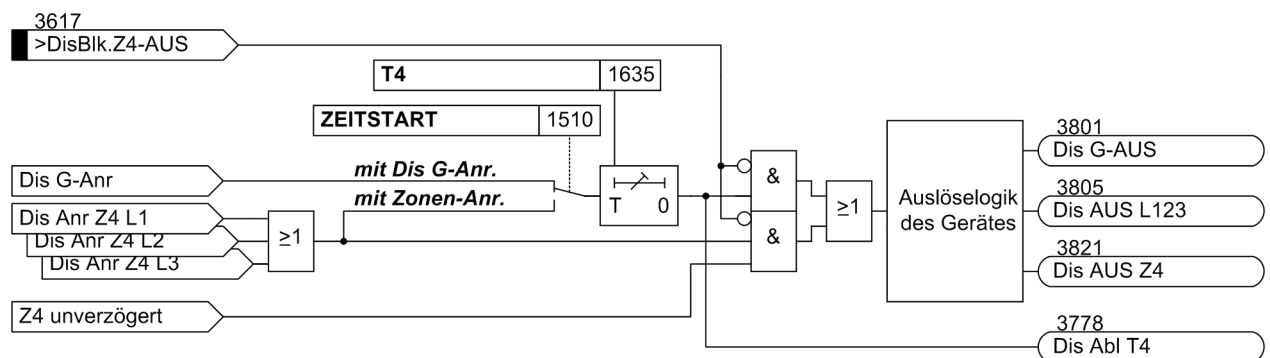 3617
>DisBlk.Z4-AUS
T4 1635
ZEITSTART 1510
Dis G-Anr
mit Dis G-Anr.
mit Zonen-Anr.
T 0
Dis Anr Z4 L1
Dis Anr Z4 L2
Dis Anr Z4 L3
≥1
Z4 unverzögert
&
&
≥1
Auslöselogik
des Gerätes
3801
Dis G-AUS
3805
Dis AUS L123
3821
Dis AUS Z4
3778
Dis Abl T4